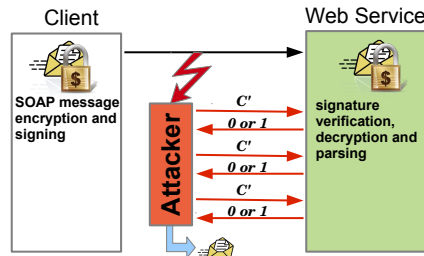 Client
Web Service
SOAP message
encryption and
signing
Attacker
C'
0 or 1
C'
0 or 1
C'
0 or 1
signature
verification,
decryption and
parsing
$
$